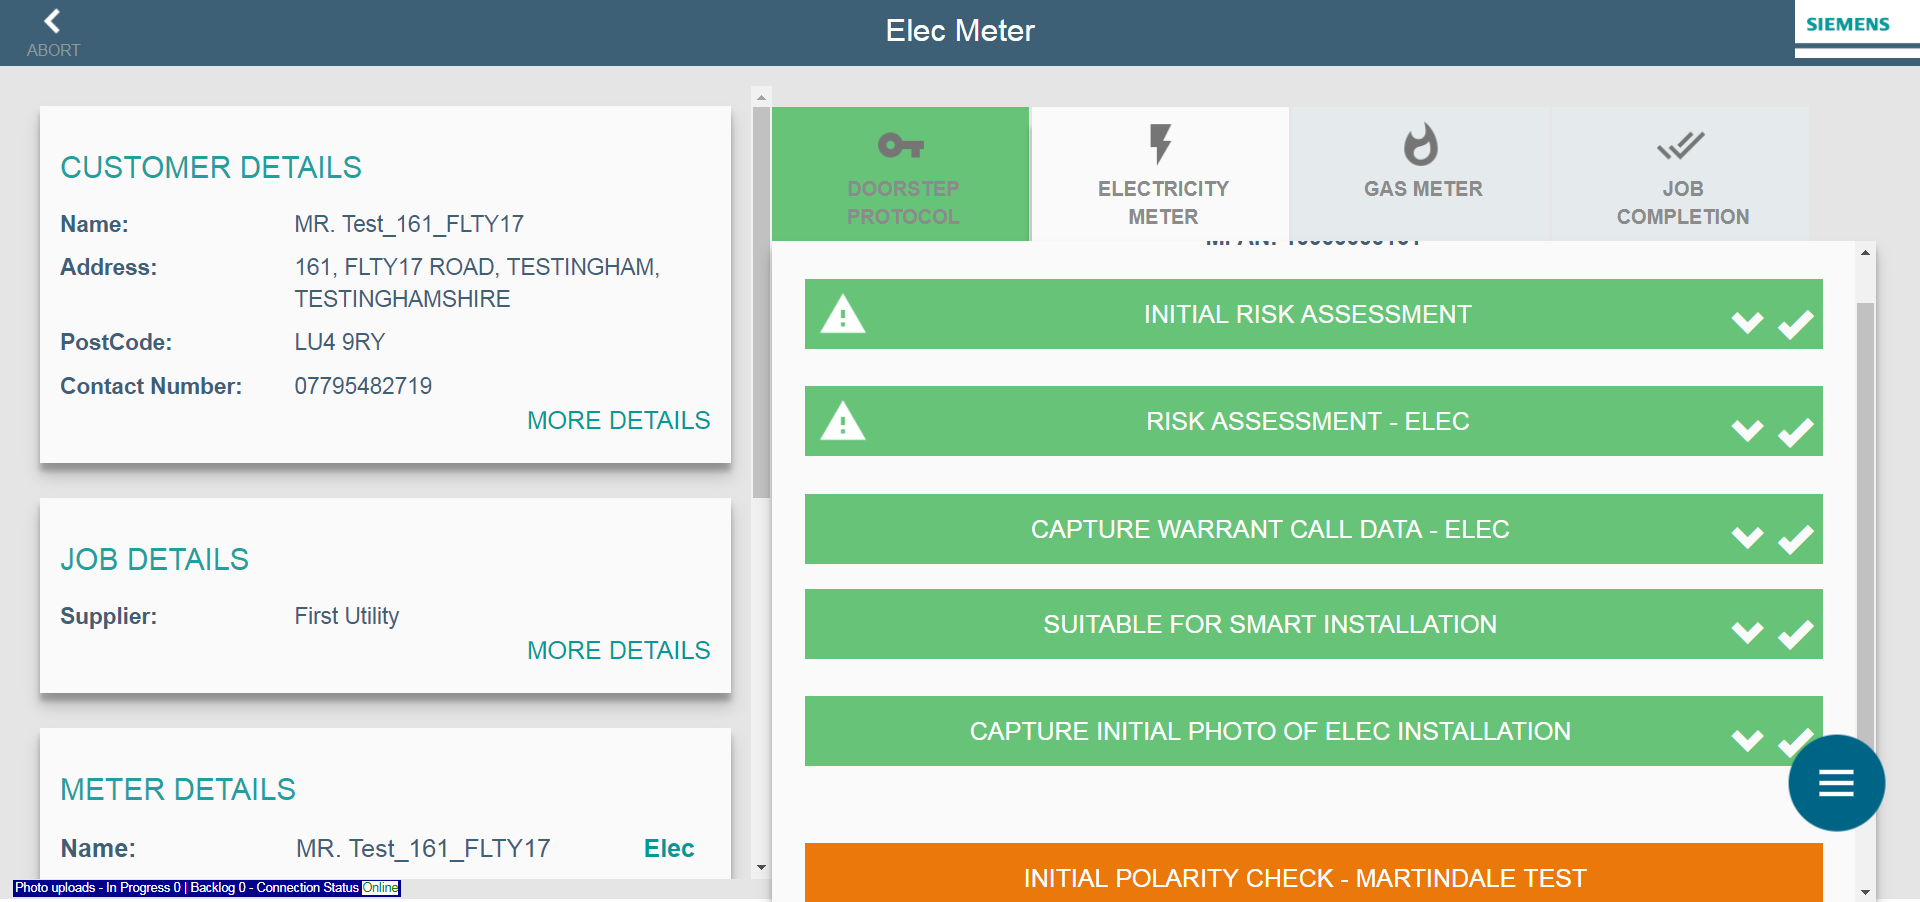 ABORT
Elec Meter
SIEMENS
CUSTOMER DETAILS
Name: MR. Test_161_FLTY17
Address: 161, FLTY17 ROAD, TESTINGHAM,
TESTINGHAMSHIRE
PostCode: LU4 9RY
Contact Number: 07795482719
MORE DETAILS
JOB DETAILS
Supplier: First Utility
MORE DETAILS
METER DETAILS
Name: MR. Test_161_FLTY17 Elec
Photo uploads - In Progress 0 | Backlog 0 - Connection Status Online
DOORSTEP
PROTOCOL
ELECTRICITY
METER
GAS METER
JOB
COMPLETION
INITIAL RISK ASSESSMENT
RISK ASSESSMENT - ELEC
CAPTURE WARRANT CALL DATA - ELEC
SUITABLE FOR SMART INSTALLATION
CAPTURE INITIAL PHOTO OF ELEC INSTALLATION
INITIAL POLARITY CHECK - MARTINDALE TEST